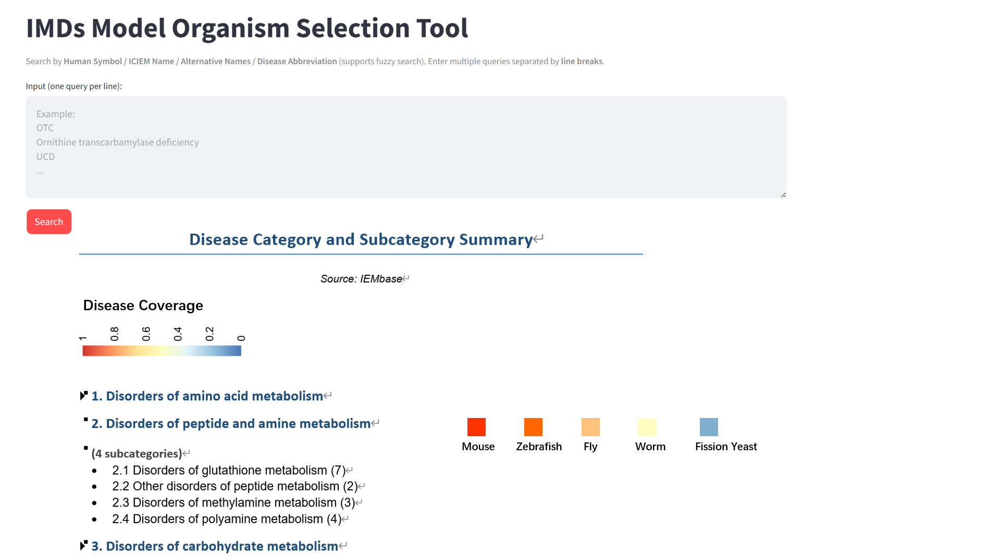 IMDs Model Organism Selection Tool
Search by Human Symbol / ICIEM Name / Alternative Names / Disease Abbreviation (supports fuzzy search). Enter multiple queries separated by line breaks.
Input (one query per line):
Example:
OTC
Ornithine transcarbamylase deficiency
UCD
...
Search
Disease Category and Subcategory Summary↵
Source: IEMbase↵
Disease Coverage
1 0.8 0.6 0.4 0.2 0
1. Disorders of amino acid metabolism↵
2. Disorders of peptide and amine metabolism↵
Mouse Zebrafish Fly Worm Fission Yeast
(4 subcategories)↵
• 2.1 Disorders of glutathione metabolism (7)↵
• 2.2 Other disorders of peptide metabolism (2)↵
• 2.3 Disorders of methylamine metabolism (3)↵
• 2.4 Disorders of polyamine metabolism (4)↵
3. Disorders of carbohydrate metabolism↵